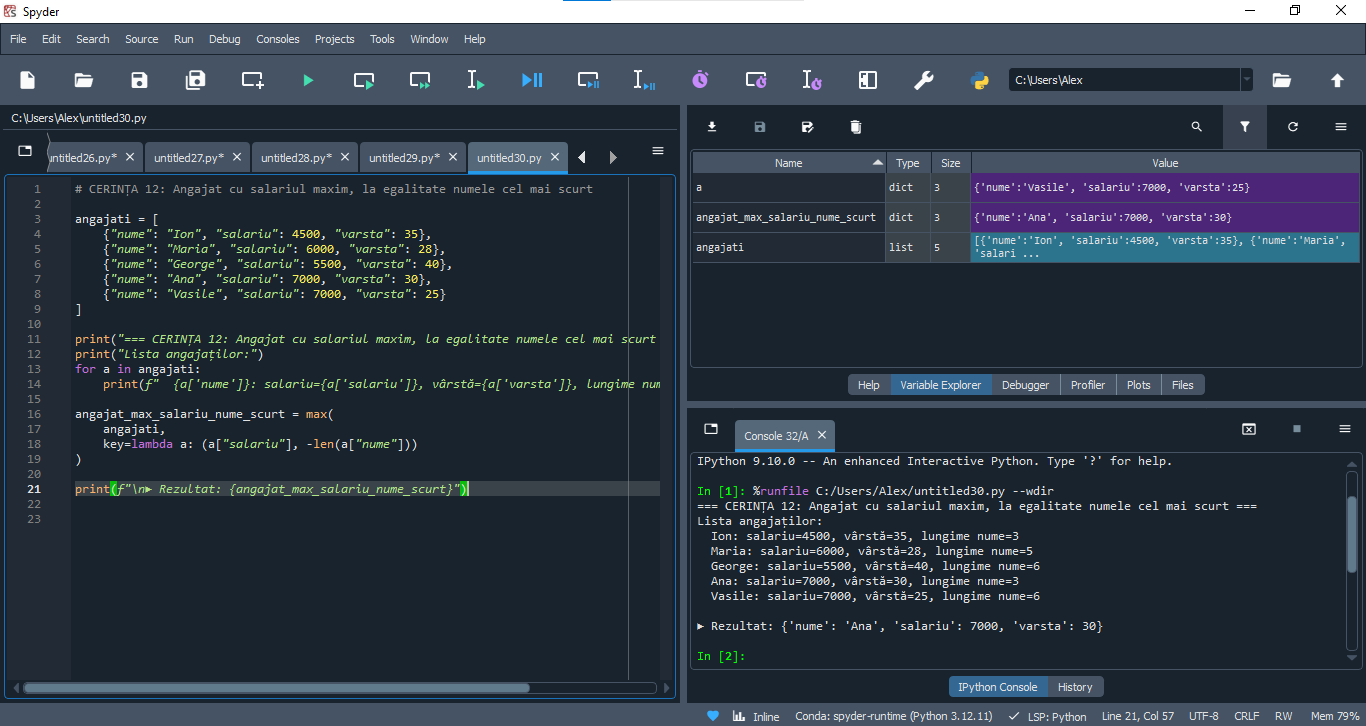 Spyder
File Edit Search Source Run Debug Consoles Projects Tools Window Help
C:\Users\Alex
C:\Users\Alex\untitled30.py
untitled26.py* untitled27.py* untitled28.py* untitled29.py* untitled30.py
1 # CERINȚA 12: Angajat cu salariul maxim, la egalitate numele cel mai scurt
2
3 angajati = [
4 {"nume": "Ion", "salariu": 4500, "varsta": 35},
5 {"nume": "Maria", "salariu": 6000, "varsta": 28},
6 {"nume": "George", "salariu": 5500, "varsta": 40},
7 {"nume": "Ana", "salariu": 7000, "varsta": 30},
8 {"nume": "Vasile", "salariu": 7000, "varsta": 25}
9 ]
10
11 print("=== CERINȚA 12: Angajat cu salariul maxim, la egalitate numele cel mai scurt
12 print("Lista angajaților:")
13 for a in angajati:
14 print(f"  {a['nume']}: salariu={a['salariu']}, vârstă={a['varsta']}, lungime num
15
16 angajat_max_salariu_nume_scurt = max(
17 angajati,
18 key=lambda a: (a["salariu"], -len(a["nume"]))
19 )
20
21 print(f"\n► Rezultat: {angajat_max_salariu_nume_scurt}")
22
23
Name Type Size Value
a dict 3 {'nume':'Vasile', 'salariu':7000, 'varsta':25}
angajat_max_salariu_nume_scurt dict 3 {'nume':'Ana', 'salariu':7000, 'varsta':30}
angajati list 5 [{'nume':'Ion', 'salariu':4500, 'varsta':35}, {'nume':'Maria',
'salari ...
Help Variable Explorer Debugger Profiler Plots Files
Console 32/A
IPython 9.10.0 -- An enhanced Interactive Python. Type '?' for help.
In [1]: %runfile C:/Users/Alex/untitled30.py --wdir
=== CERINȚA 12: Angajat cu salariul maxim, la egalitate numele cel mai scurt ===
Lista angajaților:
Ion: salariu=4500, vârstă=35, lungime nume=3
Maria: salariu=6000, vârstă=28, lungime nume=5
George: salariu=5500, vârstă=40, lungime nume=6
Ana: salariu=7000, vârstă=30, lungime nume=3
Vasile: salariu=7000, vârstă=25, lungime nume=6
► Rezultat: {'nume': 'Ana', 'salariu': 7000, 'varsta': 30}
In [2]:
IPython Console History
Inline Conda: spyder-runtime (Python 3.12.11) LSP: Python Line 21, Col 57 UTF-8 CRLF RW Mem 79%